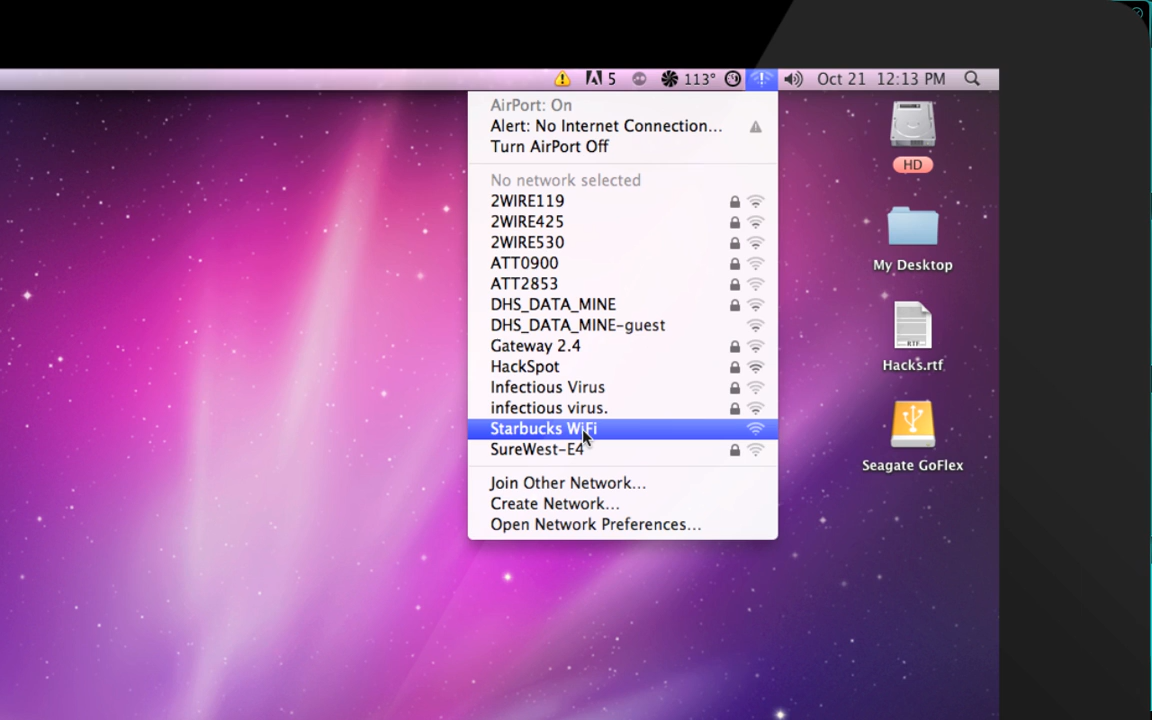 5 113° Oct 21 12:13 PM
AirPort: On
Alert: No Internet Connection...
Turn AirPort Off
No network selected
2WIRE119
2WIRE425
2WIRE530
ATT0900
ATT2853
DHS_DATA_MINE
DHS_DATA_MINE-guest
Gateway 2.4
HackSpot
Infectious Virus
infectious virus.
Starbucks WiFi
SureWest-E4
Join Other Network...
Create Network...
Open Network Preferences...
HD
My Desktop
RTF
Hacks.rtf
Seagate GoFlex